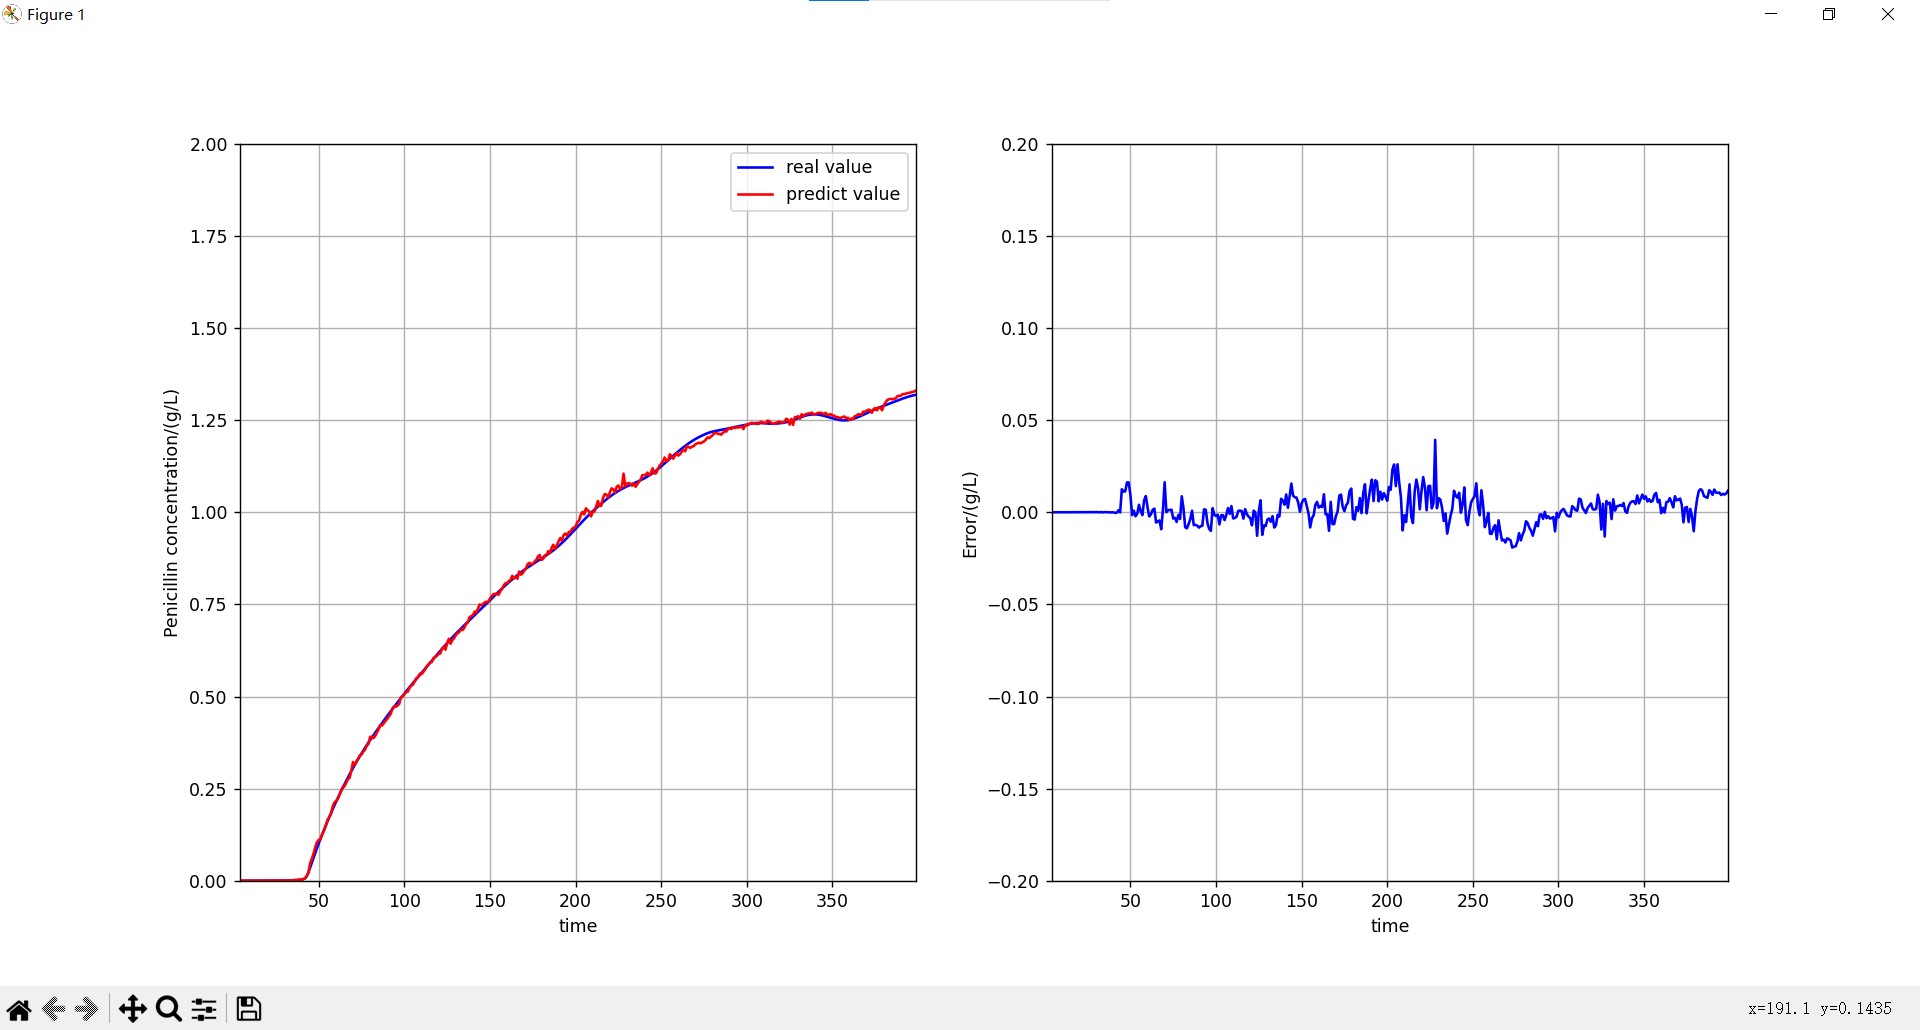 Figure 1
2.00
1.75
1.50
1.25
1.00
0.75
0.50
0.25
0.00
Penicillin concentration/(g/L)
50 100 150 200 250 300 350
time
real value
predict value
0.20
0.15
0.10
0.05
0.00
−0.05
−0.10
−0.15
−0.20
Error/(g/L)
50 100 150 200 250 300 350
time
x=191.1 y=0.1435